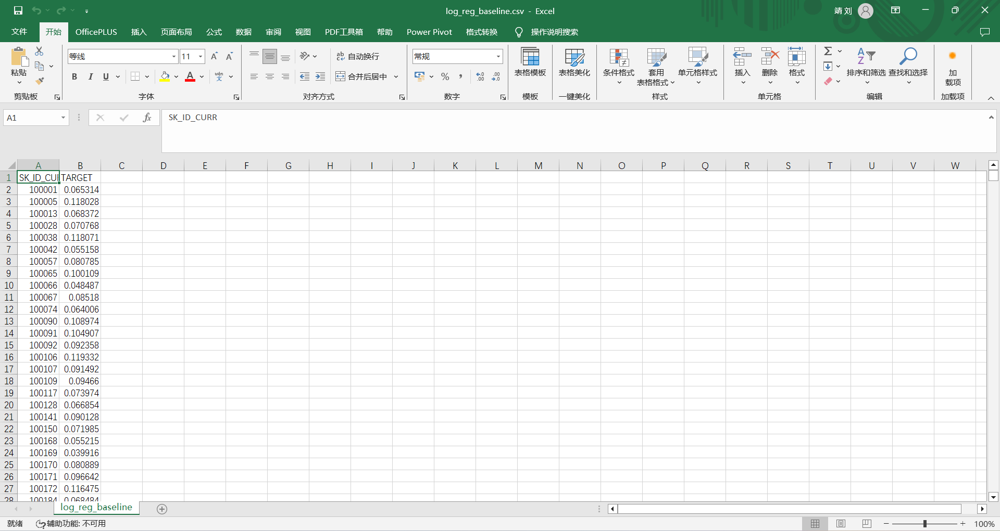 log_reg_baseline.csv - Excel
靖 刘
文件 开始 OfficePLUS 插入 页面布局 公式 数据 审阅 视图 PDF工具箱 帮助 Power Pivot 格式转换 操作说明搜索
粘贴
剪贴板
等线 11
B I U A wén 文
字体
ab 自动换行
合并后居中
对齐方式
常规
% , .00 .00
数字
表格模板
模板
表格美化
一键美化
条件格式
套用
表格格式
单元格样式
样式
插入 删除 格式
单元格
Σ
排序和筛选
查找和选择
编辑
加
载项
加载项
A1 fx SK_ID_CURR
A B C D E F G H I J K L M N O P Q R S T U V W
1 SK_ID_CU TARGET
2 100001 0.065314
3 100005 0.118028
4 100013 0.068372
5 100028 0.070768
6 100038 0.118071
7 100042 0.055158
8 100057 0.080785
9 100065 0.100109
10 100066 0.048487
11 100067 0.08518
12 100074 0.064006
13 100090 0.108974
14 100091 0.104907
15 100092 0.092358
16 100106 0.119332
17 100107 0.091492
18 100109 0.09466
19 100117 0.073974
20 100128 0.066854
21 100141 0.090128
22 100150 0.071985
23 100168 0.055215
24 100169 0.039916
25 100170 0.080889
26 100171 0.096642
27 100172 0.116475
28 100184 0.068484
log_reg_baseline
就绪 辅助功能: 不可用 100%